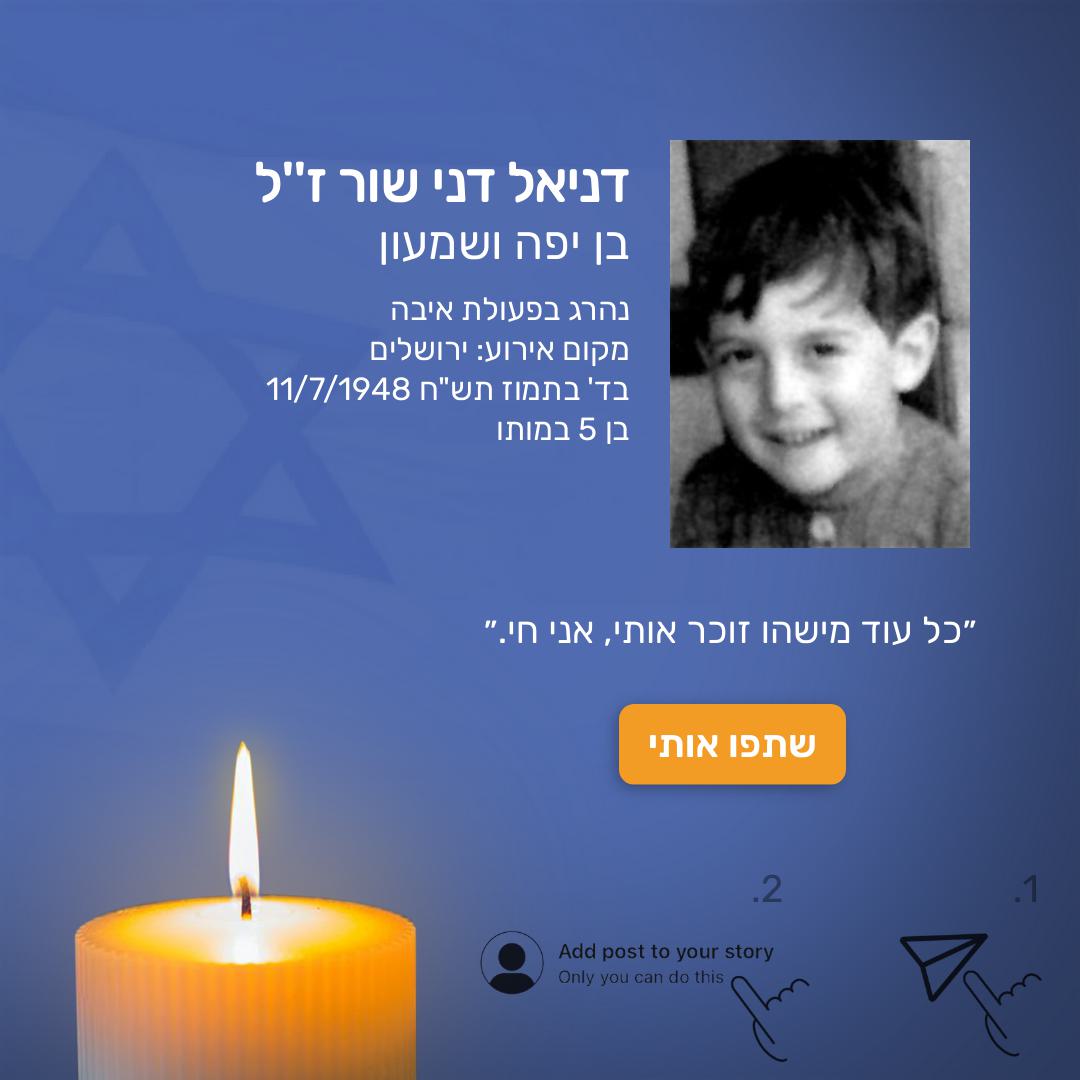 דניאל דני שור ז"ל
בן יפה ושמעון
נהרג בפעולת איבה
מקום אירוע: ירושלים
בד' בתמוז תש"ח 11/7/1948
בן 5 במותו
״כל עוד מישהו זוכר אותי, אני חי.״
שתפו אותי
1.
2.
Add post to your story
Only you can do this